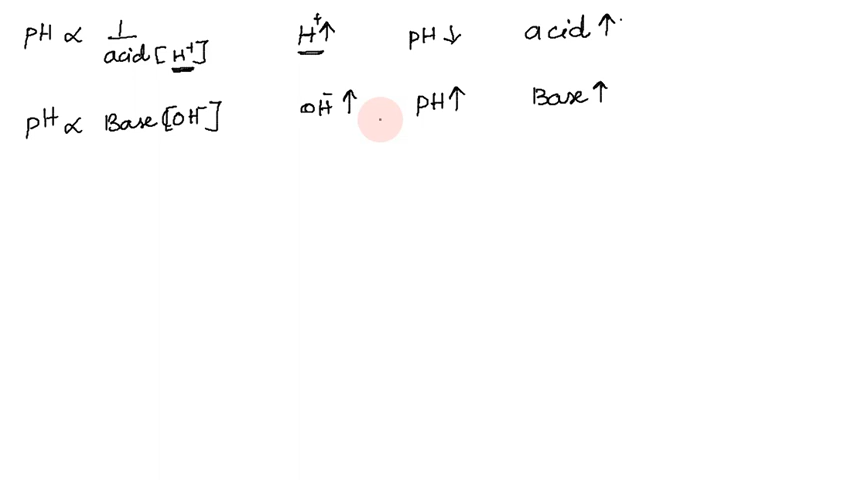 pH ∝ 1/acid [H⁺] H⁺↑ pH↓ acid↑
pH ∝ Base [OH⁻] OH⁻↑ pH↑ Base↑